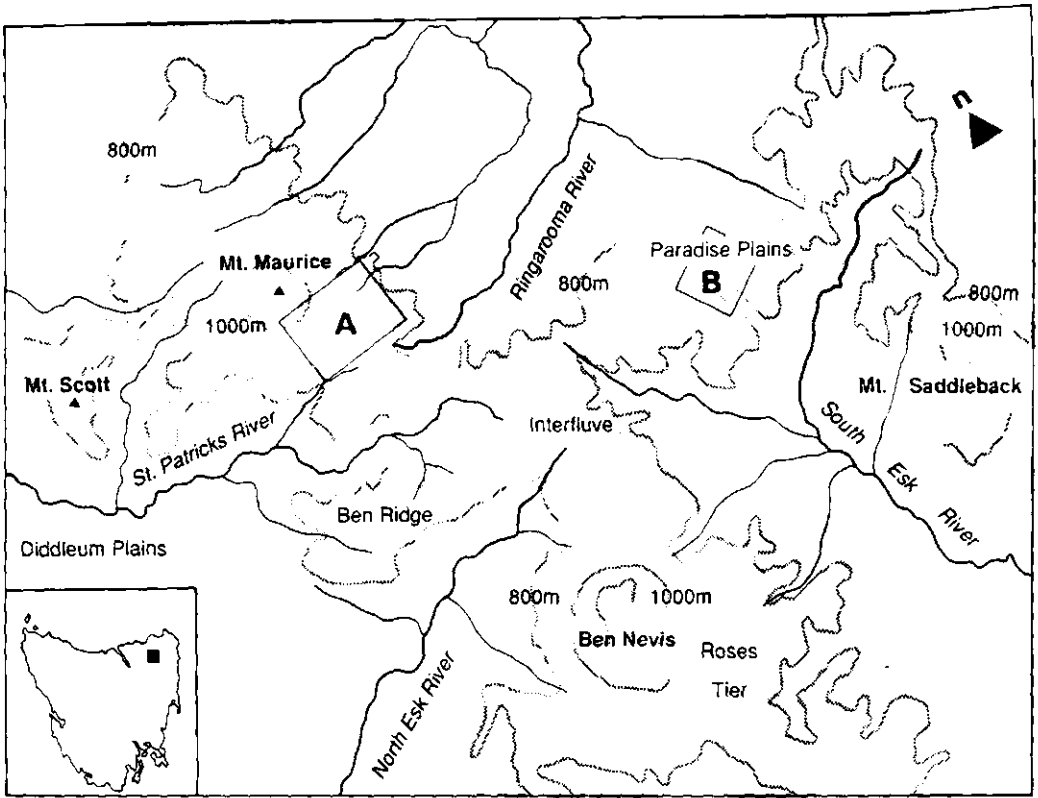 n
800m
Ringarooma River
Paradise Plains
Mt. Maurice
800m
B
800m
1000m
A
1000m
Mt. Scott
Mt. Saddleback
St. Patricks River
Interfluve
South Esk River
Ben Ridge
Diddleum Plains
800m
1000m
Ben Nevis
Roses
Tier
North Esk River